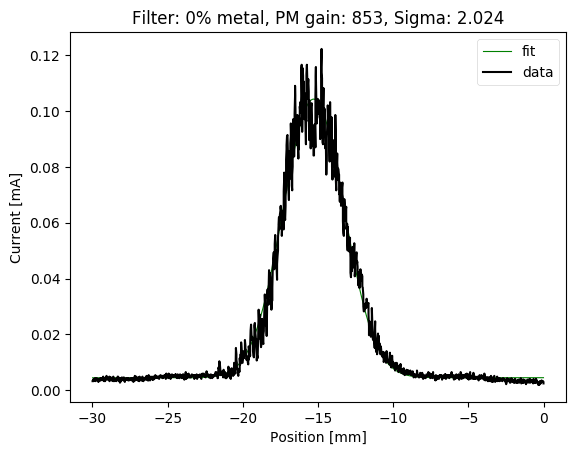 Filter: 0% metal, PM gain: 853, Sigma: 2.024
fit
data
0.12
0.10
0.08
0.06
0.04
0.02
0.00
Current [mA]
−30
−25
−20
−15
−10
−5
0
Position [mm]